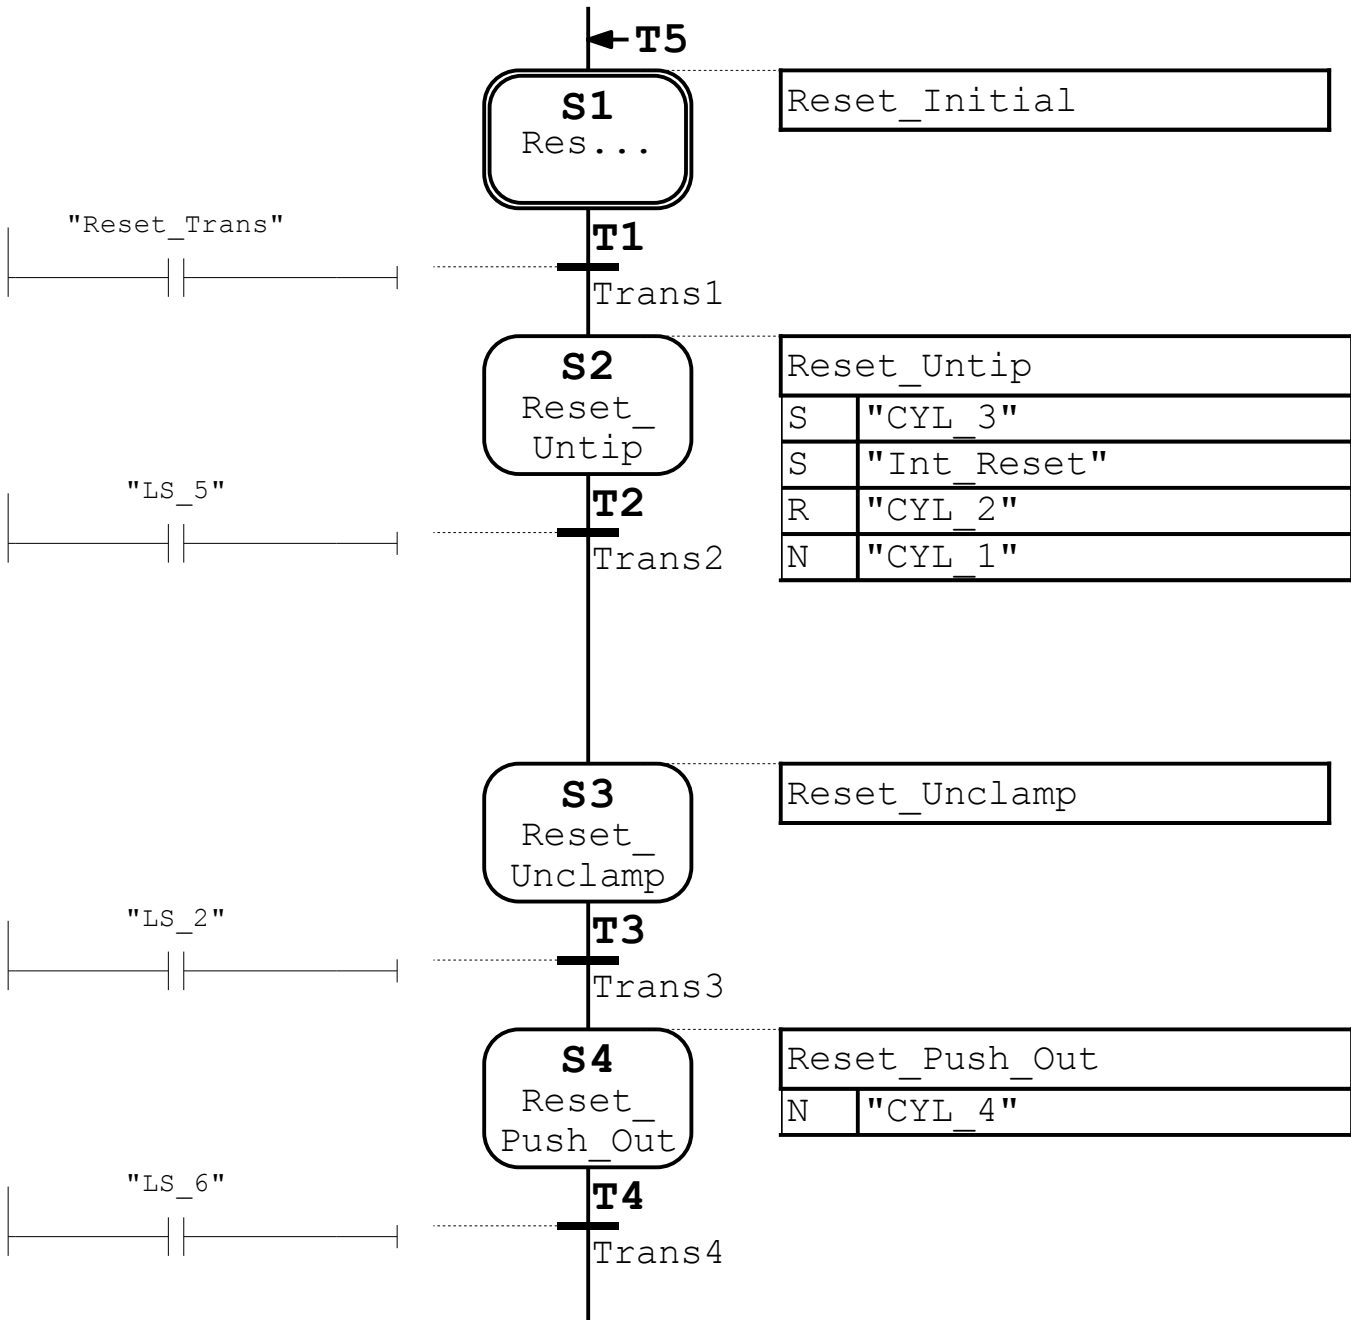 T5
S1
Res...
Reset_Initial
"Reset_Trans"
T1
Trans1
S2
Reset_
Untip
Reset_Untip
S "CYL_3"
S "Int_Reset"
R "CYL_2"
N "CYL_1"
"LS_5"
T2
Trans2
S3
Reset_
Unclamp
Reset_Unclamp
"LS_2"
T3
Trans3
S4
Reset_
Push_Out
Reset_Push_Out
N "CYL_4"
"LS_6"
T4
Trans4